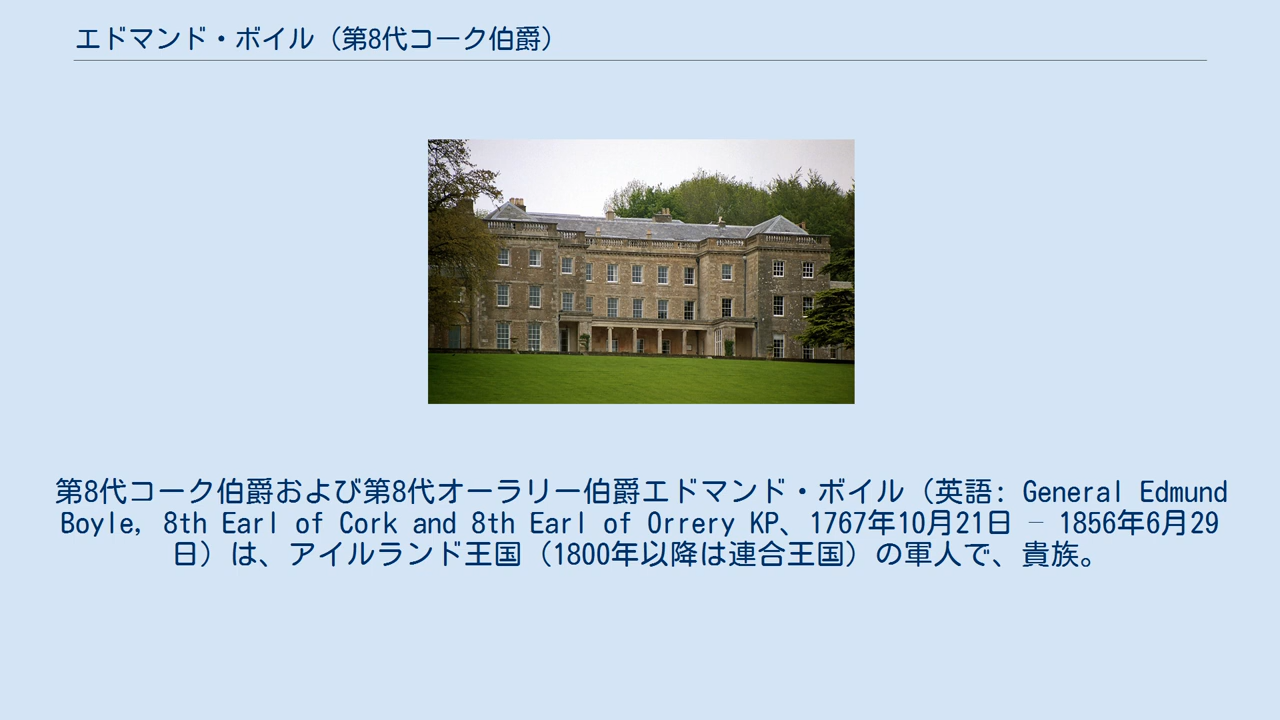 エドマンド・ボイル（第8代コーク伯爵）
第8代コーク伯爵および第8代オーラリー伯爵エドマンド・ボイル（英語: General Edmund
Boyle, 8th Earl of Cork and 8th Earl of Orrery KP、1767年10月21日 – 1856年6月29
日）は、アイルランド王国（1800年以降は連合王国）の軍人で、貴族。